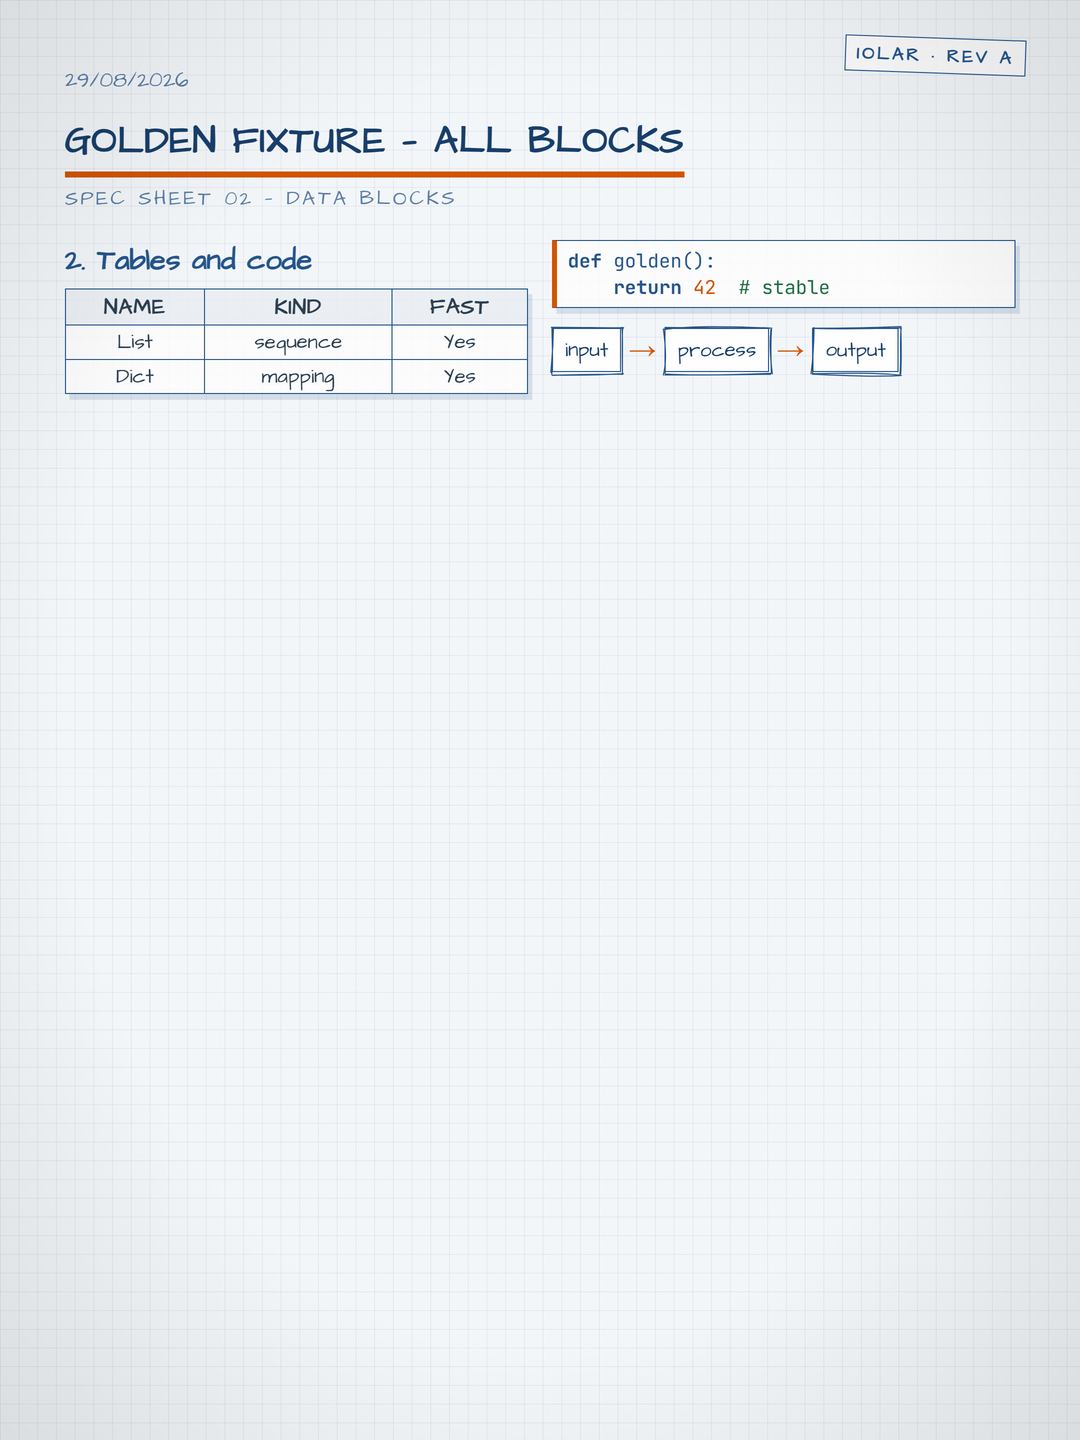 IOLAR · REV A
29/08/2026
GOLDEN FIXTURE - ALL BLOCKS
SPEC SHEET 02 - DATA BLOCKS
2. Tables and code
NAME KIND FAST
List sequence Yes
Dict mapping Yes
def golden():
    return 42  # stable
input → process → output